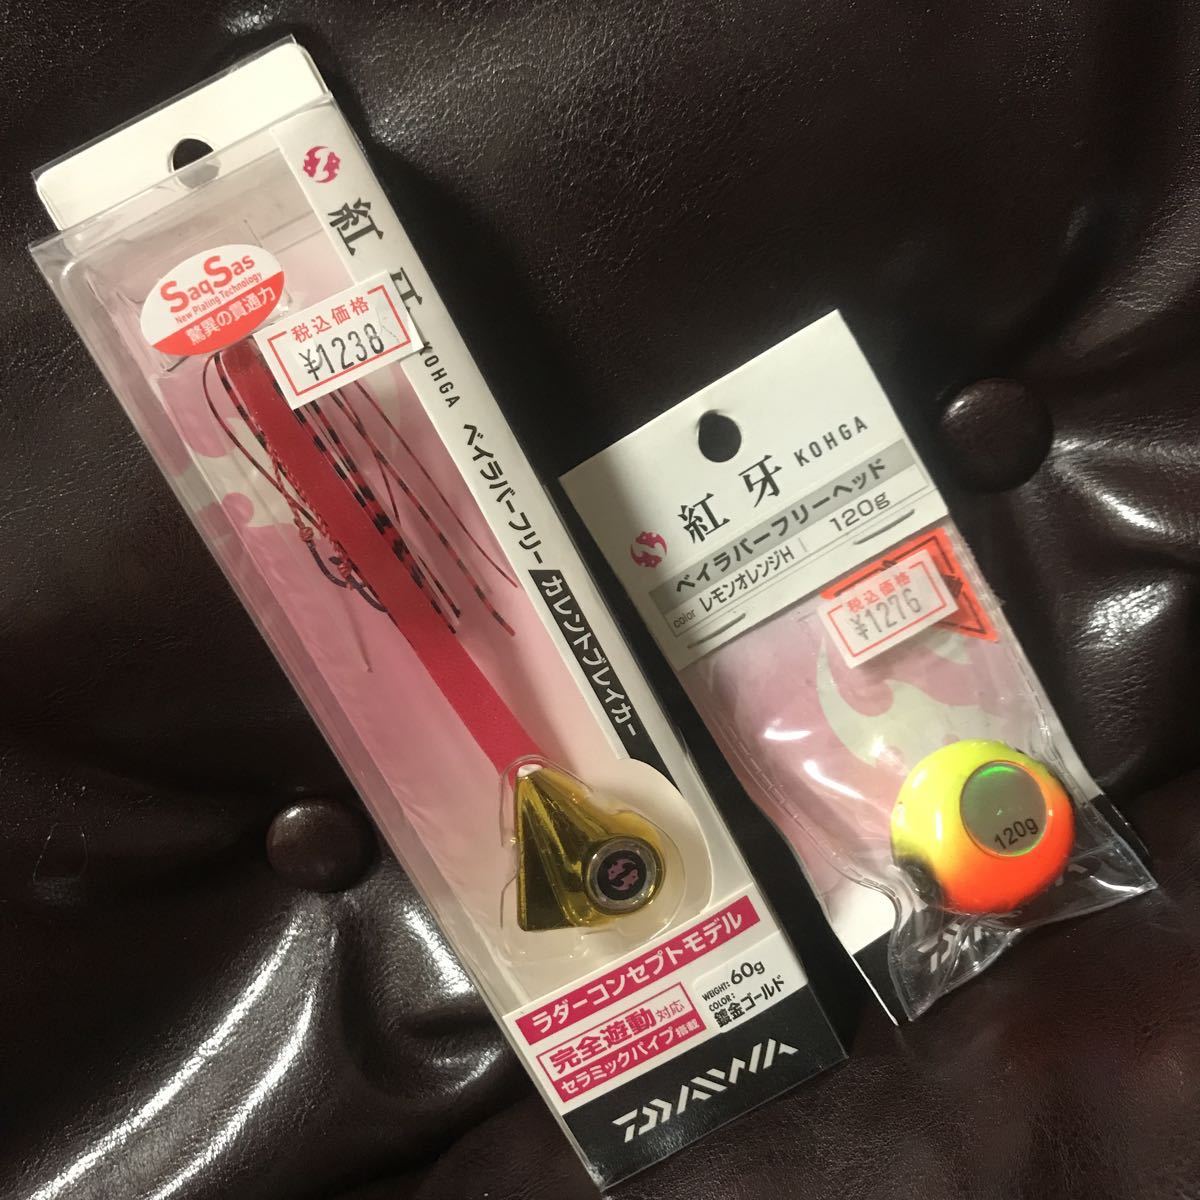 紅牙
KOHGA
ベイラバーフリー
カレントブレイカー
SaqSas
New Plating Technology
驚異の貫通力
税込価格
¥1238
ラダーコンセプトモデル
完全遊動対応
セラミックパイプ搭載
WEIGHT: 60g
COLOR:
鍍金ゴールド
DAIWA
紅牙 KOHGA
ベイラバーフリーヘッド
color レモンオレンジH 120g
税込価格
¥1276
120g
DAIWA